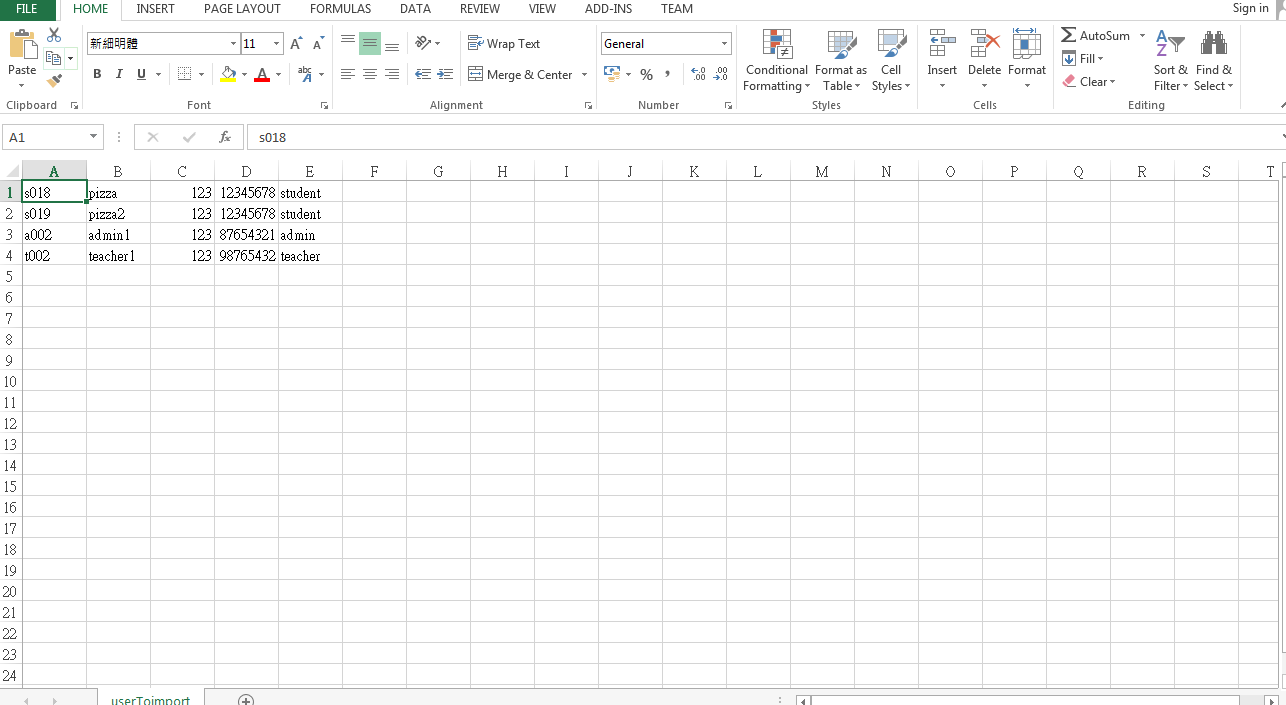 FILE HOME INSERT PAGE LAYOUT FORMULAS DATA REVIEW VIEW ADD-INS TEAM Sign in
新細明體 11 A A Wrap Text General AutoSum
Paste B I U A abc Merge & Center % , .0 .00 Conditional Formatting Format as Table Cell Styles Insert Delete Format Fill Sort & Filter Find & Select
Clear
Clipboard Font Alignment Number Styles Cells Editing
A1 fx s018
A B C D E F G H I J K L M N O P Q R S T
1 s018 pizza 123 12345678 student
2 s019 pizza2 123 12345678 student
3 a002 admin1 123 87654321 admin
4 t002 teacher1 123 98765432 teacher
5
6
7
8
9
10
11
12
13
14
15
16
17
18
19
20
21
22
23
24
userToimport